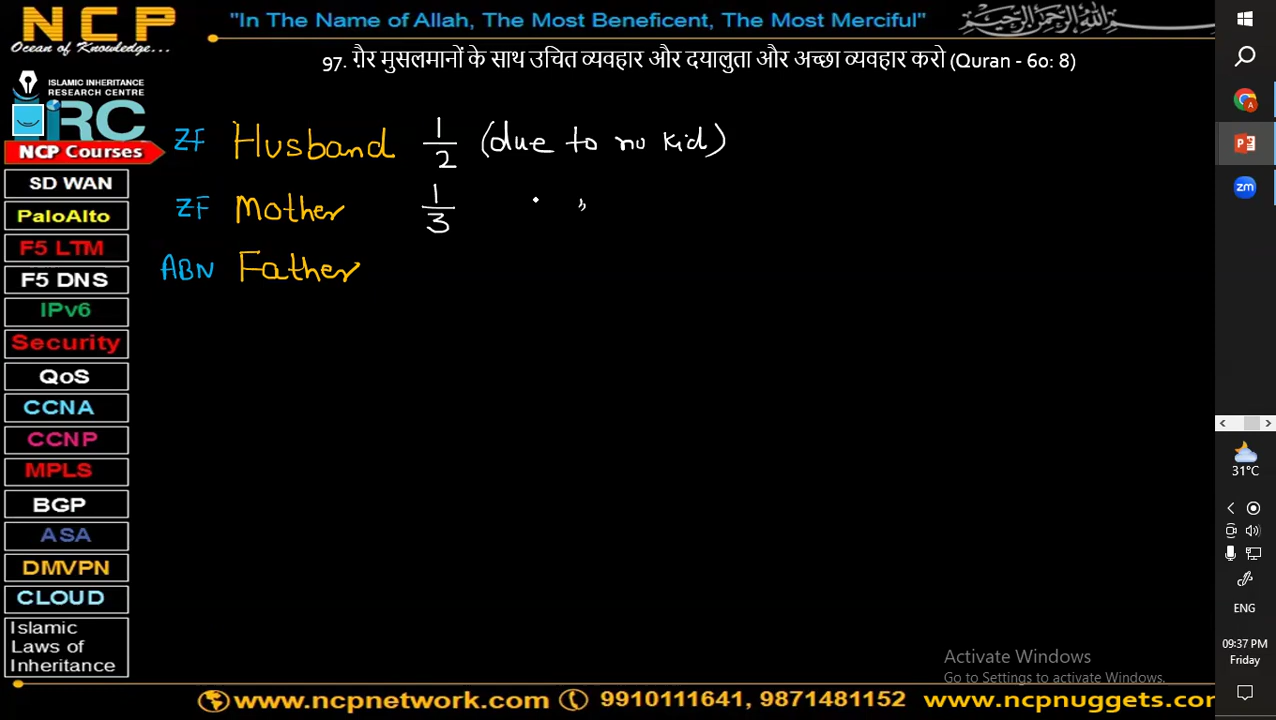 NCP
Ocean of Knowledge...
"In The Name of Allah, The Most Beneficent, The Most Merciful"
97. ग़ैर मुसलमानों के साथ उचित व्यवहार और दयालुता और अच्छा व्यवहार करो (Quran - 6o: 8)
ISLAMIC INHERITANCE
RESEARCH CENTRE
IRC
NCP Courses
SD WAN
PaloAlto
F5 LTM
F5 DNS
IPv6
Security
QoS
CCNA
CCNP
MPLS
BGP
ASA
DMVPN
CLOUD
Islamic
Laws of
Inheritance
ZF Husband 1/2 (due to no kid)
ZF Mother 1/3
ABN Father
zm
31°C
ENG
09:37 PM
Friday
Activate Windows
Go to Settings to activate Windows.
www.ncpnetwork.com 9910111641, 9871481152 www.ncpnuggets.com